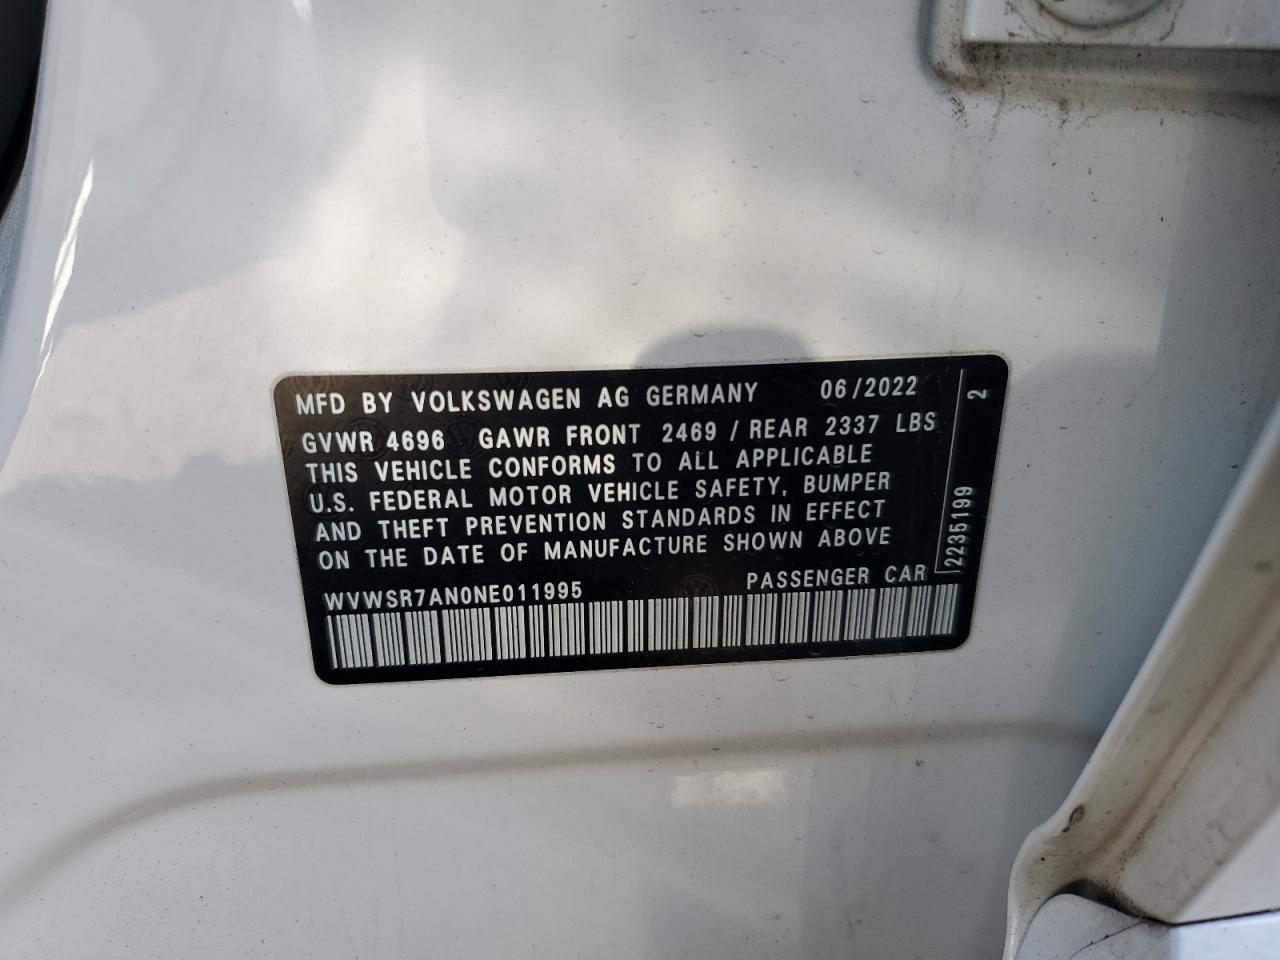 MFD BY VOLKSWAGEN AG GERMANY 06/2022
GVWR 4696 GAWR FRONT 2469 / REAR 2337 LBS
THIS VEHICLE CONFORMS TO ALL APPLICABLE
U.S. FEDERAL MOTOR VEHICLE SAFETY, BUMPER
AND THEFT PREVENTION STANDARDS IN EFFECT
ON THE DATE OF MANUFACTURE SHOWN ABOVE
WVWSR7AN0NE011995 PASSENGER CAR
2235199 2